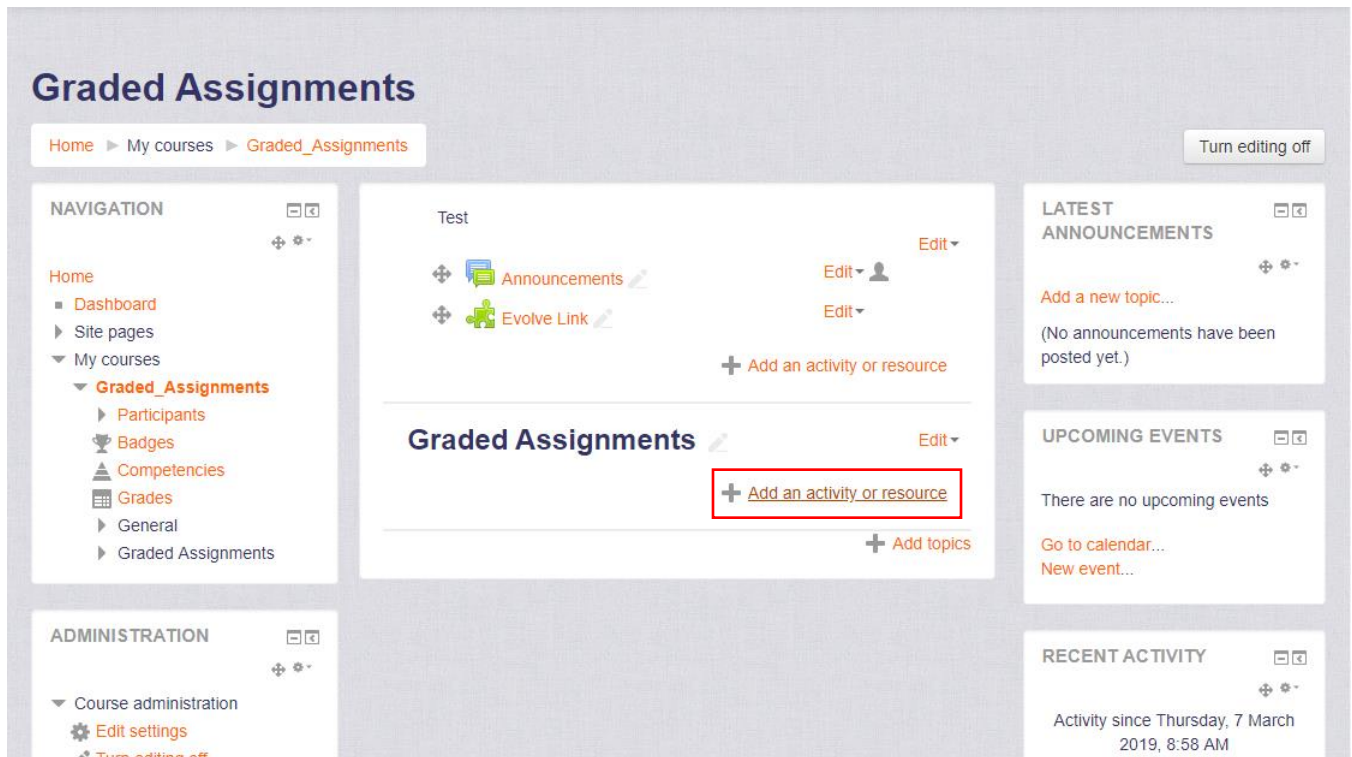 Graded Assignments
Home My courses Graded_Assignments
Turn editing off
NAVIGATION
Home
Dashboard
Site pages
My courses
Graded_Assignments
Participants
Badges
Competencies
Grades
General
Graded Assignments
ADMINISTRATION
Course administration
Edit settings
Turn editing off
Test
Edit
Announcements Edit
Evolve Link Edit
Add an activity or resource
Graded Assignments Edit
Add an activity or resource
Add topics
LATEST
ANNOUNCEMENTS
Add a new topic...
(No announcements have been
posted yet.)
UPCOMING EVENTS
There are no upcoming events
Go to calendar...
New event...
RECENT ACTIVITY
Activity since Thursday, 7 March
2019, 8:58 AM